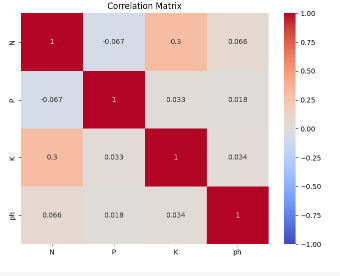 Correlation Matrix
N 1 -0.067 0.3 0.066
P -0.067 1 0.033 0.018
K 0.3 0.033 1 0.034
ph 0.066 0.018 0.034 1
N P K ph
1.00
0.75
0.50
0.25
0.00
−0.25
−0.50
−0.75
−1.00